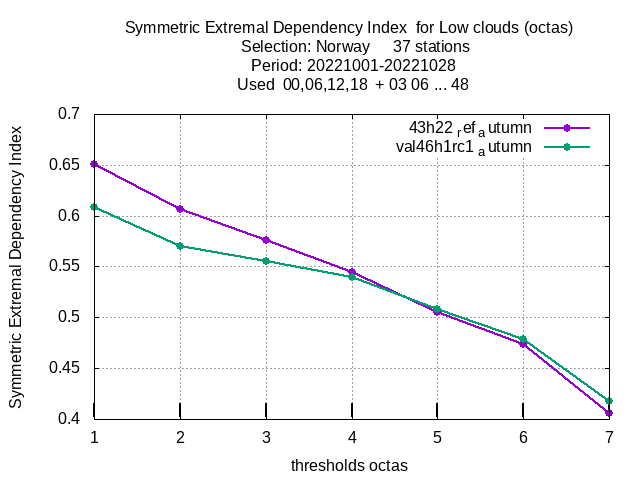 Symmetric Extremal Dependency Index  for Low clouds (octas)
Selection: Norway     37 stations
Period: 20221001-20221028
Used  00,06,12,18  + 03 06 ... 48
43h22 ref a utumn
val46h1rc1 a utumn
Symmetric Extremal Dependency Index
0.7
0.65
0.6
0.55
0.5
0.45
0.4
1 2 3 4 5 6 7
thresholds octas